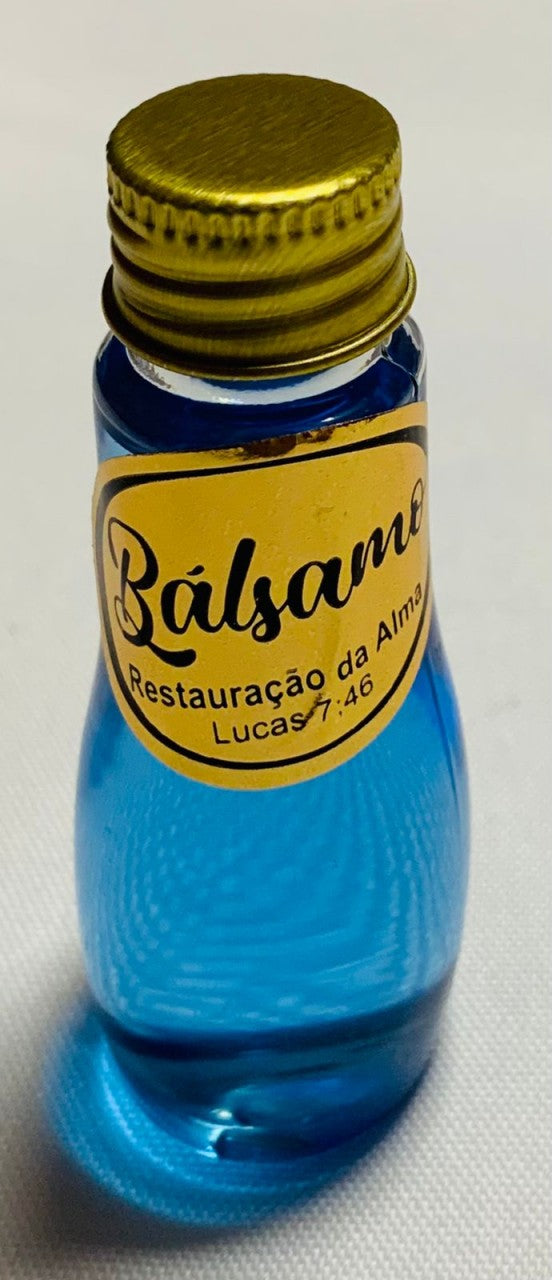 Bálsamo
Restauração da Alma
Lucas 7:46